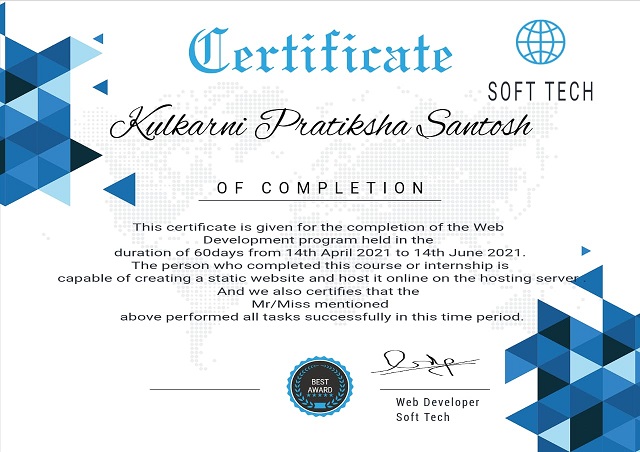 Certificate
SOFT TECH
Kulkarni Pratiksha Santosh
OF COMPLETION
This certificate is given for the completion of the Web
Development program held in the
duration of 60days from 14th April 2021 to 14th June 2021.
The person who completed this course or internship is
capable of creating a static website and host it online on the hosting server .
And we also certifies that the
Mr/Miss mentioned
above performed all tasks successfully in this time period.
BEST
AWARD
Web Developer
Soft Tech